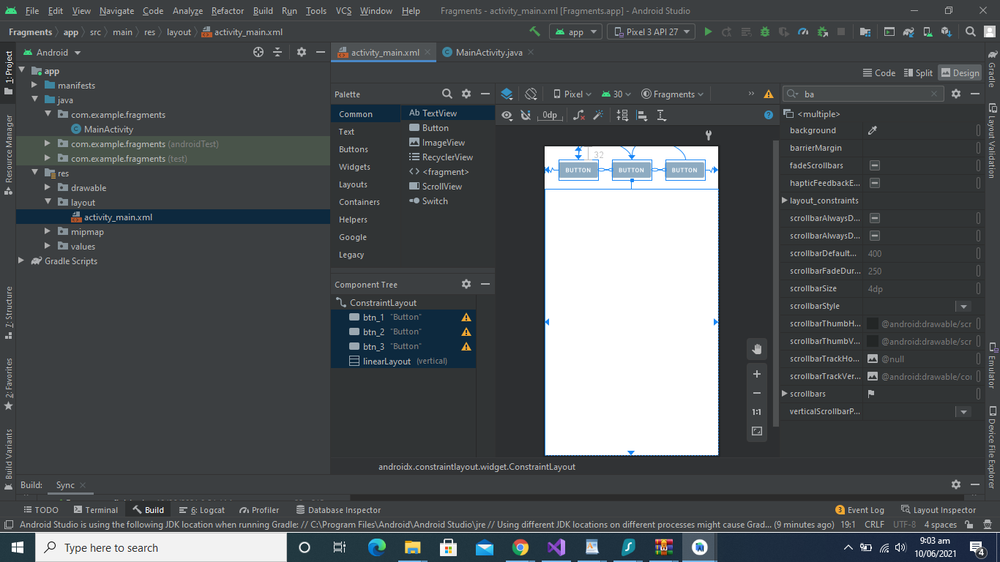 File Edit View Navigate Code Analyze Refactor Build Run Tools VCS Window Help Fragments - activity_main.xml [Fragments.app] - Android Studio
Fragments app src main res layout activity_main.xml app Pixel 3 API 27
1: Project
Resource Manager
7: Structure
2: Favorites
Build Variants
Android
app
manifests
java
com.example.fragments
MainActivity
com.example.fragments (androidTest)
com.example.fragments (test)
res
drawable
layout
activity_main.xml
mipmap
values
Gradle Scripts
activity_main.xml MainActivity.java
Code Split Design
Palette
Common
Text
Buttons
Widgets
Layouts
Containers
Helpers
Google
Legacy
Ab TextView
Button
ImageView
RecyclerView
<fragment>
ScrollView
Switch
Component Tree
ConstraintLayout
btn_1 "Button"
btn_2 "Button"
btn_3 "Button"
linearLayout (vertical)
Pixel 30 Fragments
0dp
32
BUTTON BUTTON BUTTON
1:1
androidx.constraintlayout.widget.ConstraintLayout
ba
<multiple>
background
barrierMargin
fadeScrollbars
hapticFeedbackE...
layout_constraints
scrollbarAlwaysD...
scrollbarAlwaysD...
scrollbarDefault... 400
scrollbarFadeDur... 250
scrollbarSize 4dp
scrollbarStyle
scrollbarThumbH... @android:drawable/scr
scrollbarThumbV... @android:drawable/scr
scrollbarTrackHo... @null
scrollbarTrackVer... @android:drawable/co
scrollbars
verticalScrollbarP...
Gradle
Layout Validation
Emulator
Device File Explorer
Build: Sync
TODO Terminal Build 6: Logcat Profiler Database Inspector 3 Event Log Layout Inspector
Android Studio is using the following JDK location when running Gradle: // C:\Program Files\Android\Android Studio\jre // Using different JDK locations on different processes might cause Grad... (9 minutes ago) 19:1 CRLF UTF-8 4 spaces
Type here to search
9:03 am
10/06/2021
4